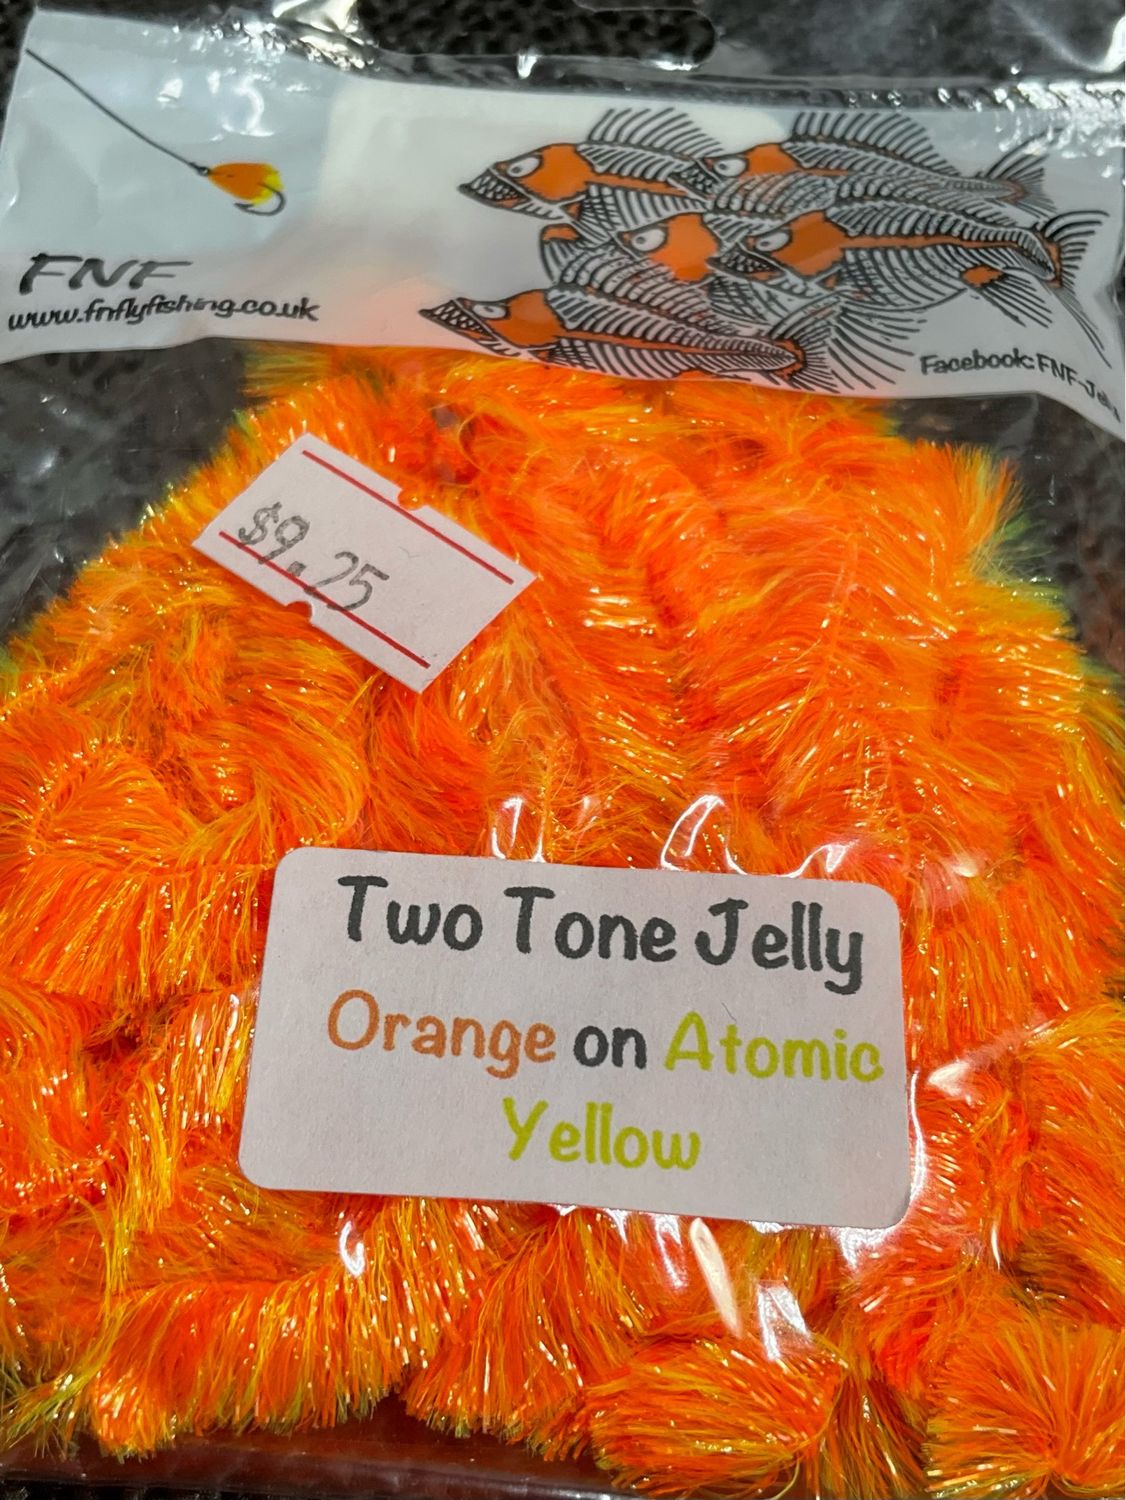 FNF
www.fnflyfishing.co.uk
Facebook: FNF-Jelly
$9.25
Two Tone Jelly
Orange on Atomic
Yellow